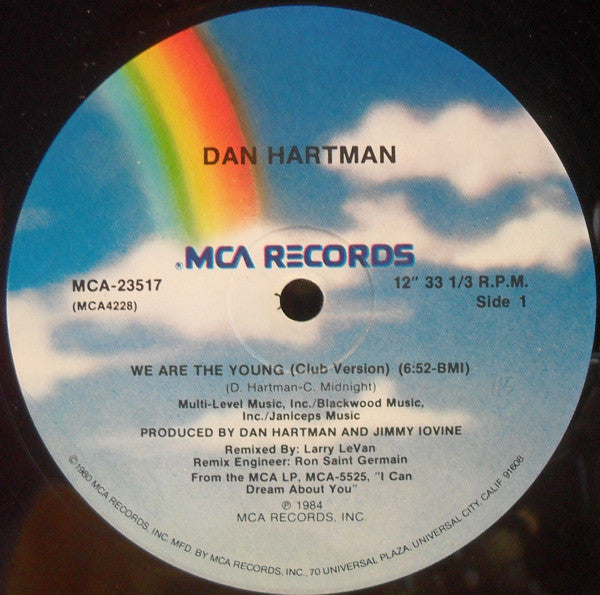 DAN HARTMAN
®MCA RECORDS
MCA-23517
(MCA4228)
12" 33 1/3 R.P.M.
Side 1
WE ARE THE YOUNG (Club Version) (6:52-BMI)
(D. Hartman-C. Midnight)
Multi-Level Music, Inc./Blackwood Music,
Inc./Janiceps Music
PRODUCED BY DAN HARTMAN AND JIMMY IOVINE
Remixed By: Larry LeVan
Remix Engineer: Ron Saint Germain
From the MCA LP, MCA-5525, "I Can
Dream About You"
℗ 1984
MCA RECORDS, INC.
©1980 MCA RECORDS, INC. MFD. BY MCA RECORDS, INC., 70 UNIVERSAL PLAZA, UNIVERSAL CITY, CALIF. 91608